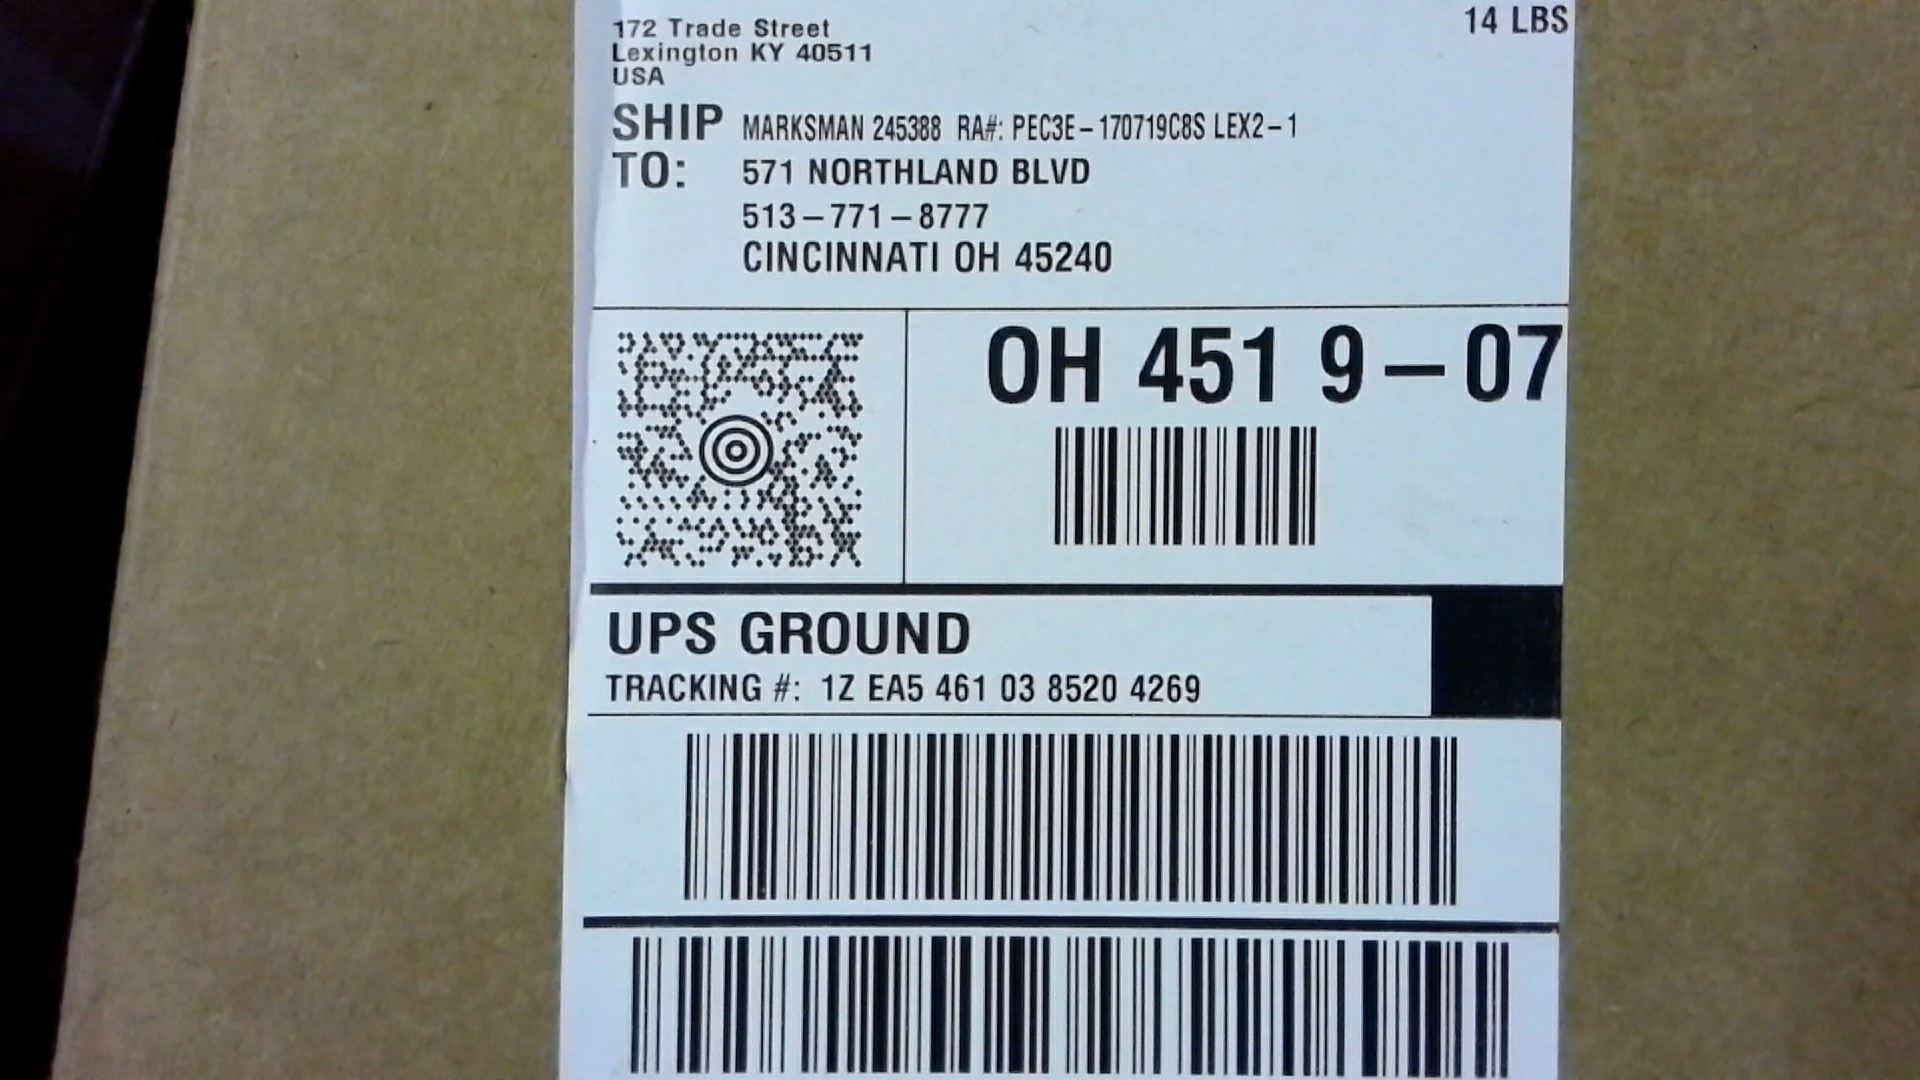 172 Trade Street
14 LBS
Lexington KY 40511
USA
SHIP TO: MARKSMAN 245388 RA#: PEC3E-170719C8S LEX2-1
571 NORTHLAND BLVD
513-771-8777
CINCINNATI OH 45240
OH 451 9-07
UPS GROUND
TRACKING #: 1Z EA5 461 03 8520 4269